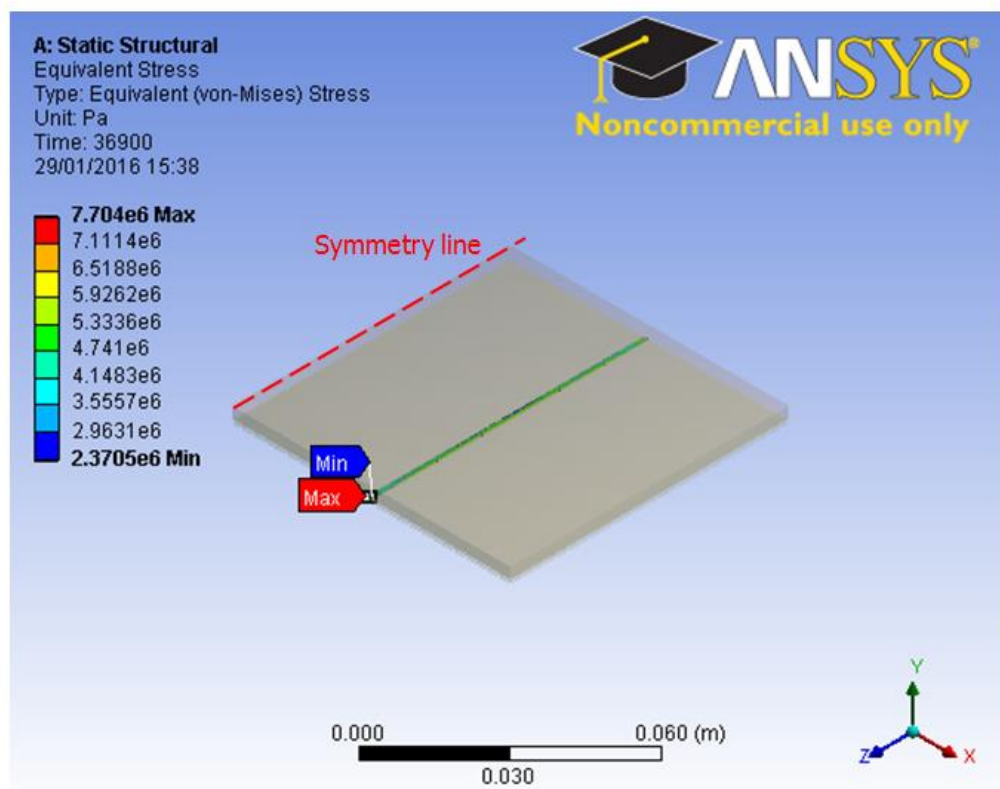 A: Static Structural
Equivalent Stress
Type: Equivalent (von-Mises) Stress
Unit: Pa
Time: 36900
29/01/2016 15:38
ANSYS®
Noncommercial use only
7.704e6 Max
7.1114e6
6.5188e6
5.9262e6
5.3336e6
4.741e6
4.1483e6
3.5557e6
2.9631e6
2.3705e6 Min
Symmetry line
Min
Max
0.000
0.060 (m)
0.030
Y
Z
X